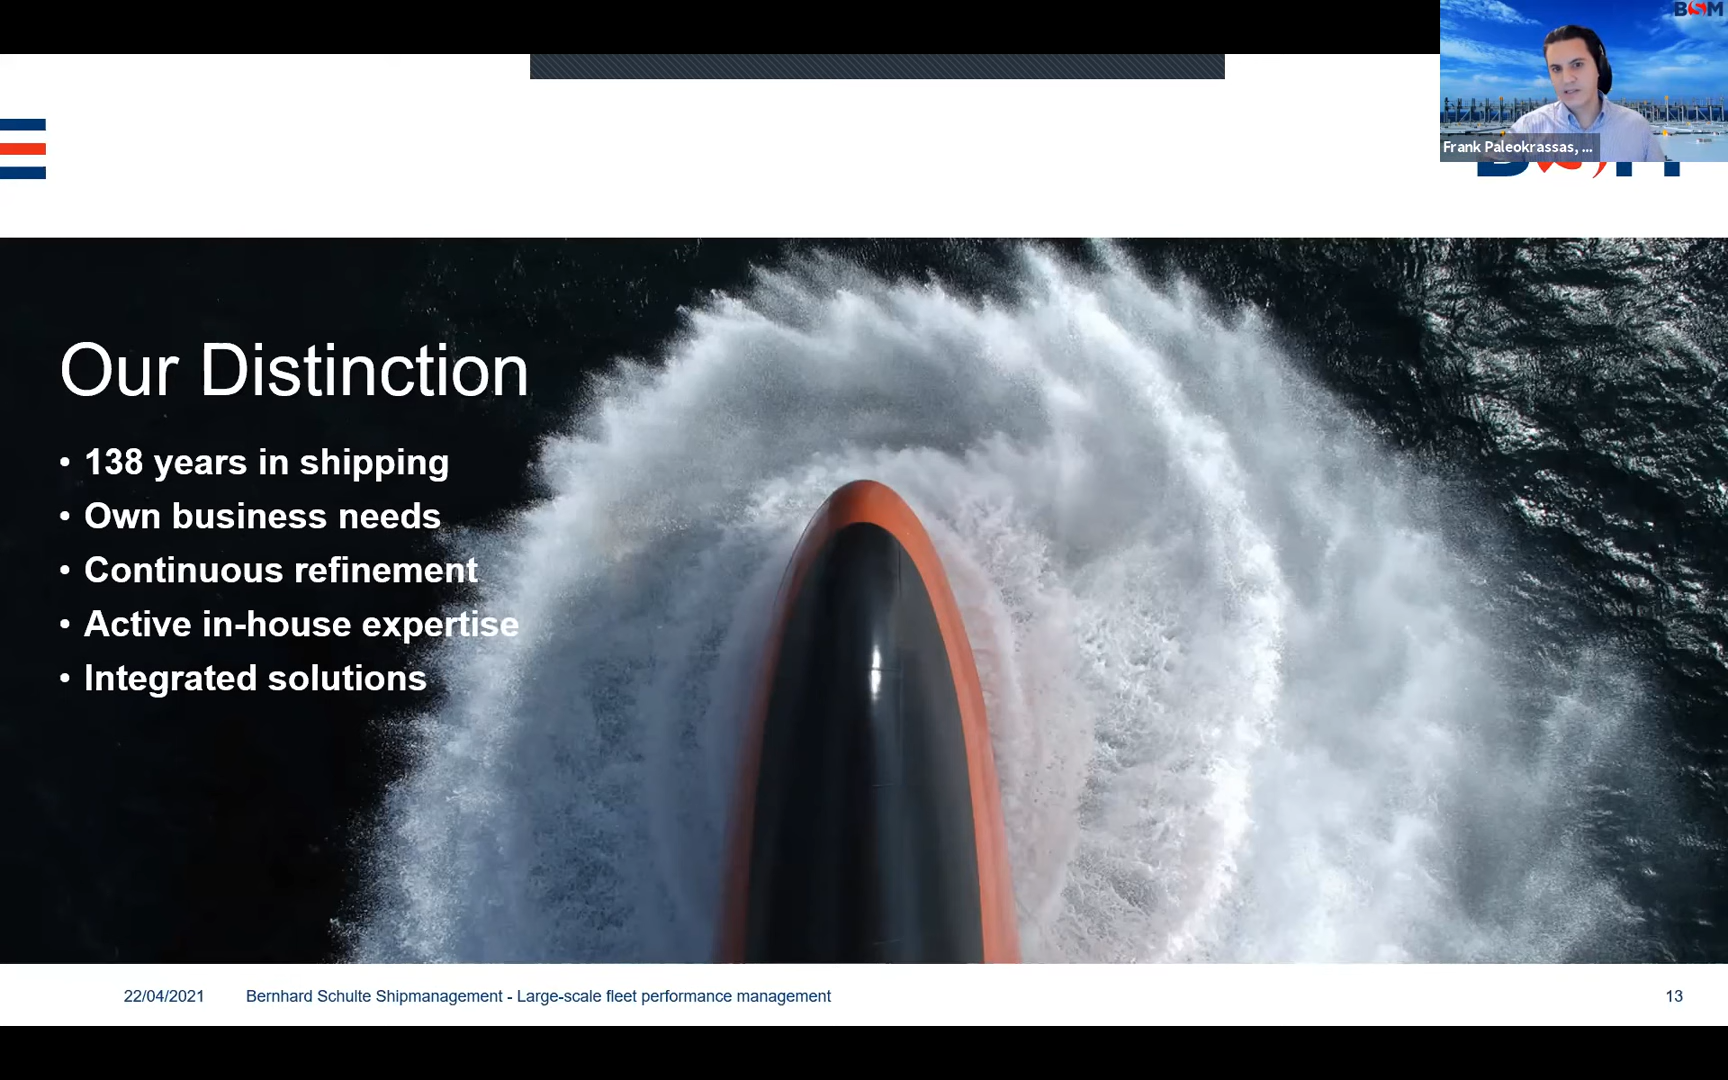 BSM
Frank Paleokrassas, ...
Our Distinction
• 138 years in shipping
• Own business needs
• Continuous refinement
• Active in-house expertise
• Integrated solutions
22/04/2021 Bernhard Schulte Shipmanagement - Large-scale fleet performance management 13